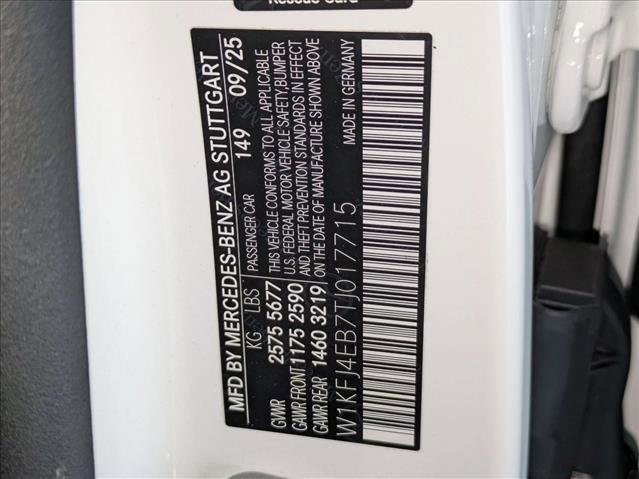 Rescue Card
MFD BY MERCEDES-BENZ AG STUTTGART
149 09/25
KG LBS PASSENGER CAR
GVWR 2575 5677
GAWR FRONT 1175 2590
GAWR REAR 1460 3219
THIS VEHICLE CONFORMS TO ALL APPLICABLE
U.S. FEDERAL MOTOR VEHICLE SAFETY, BUMPER
AND THEFT PREVENTION STANDARDS IN EFFECT
ON THE DATE OF MANUFACTURE SHOWN ABOVE
MADE IN GERMANY